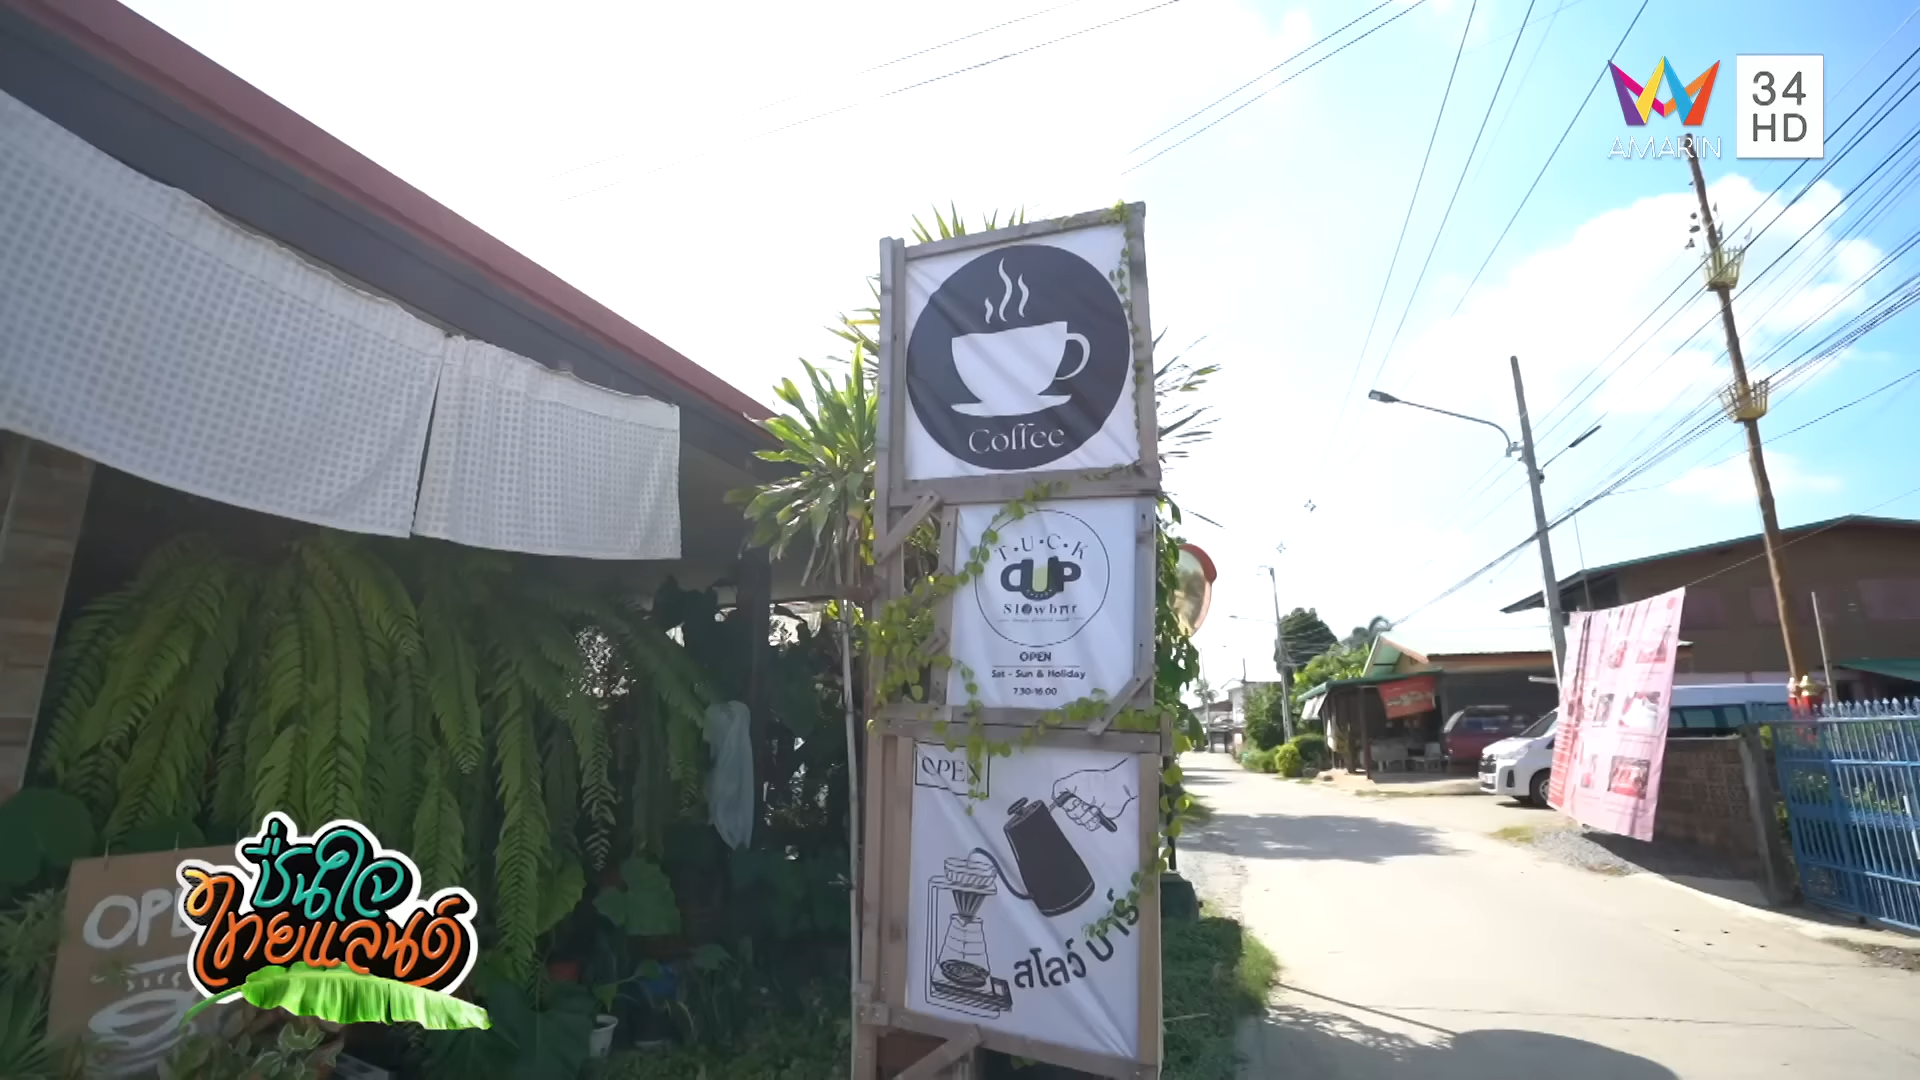 AMARIN
34
HD
Coffee
T.U.C.K
CUP
Slowbar
OPEN
Sat - Sun & Holiday
7.30-16.00
OPEN
สโลว์ บาร์
ชื่นใจ
ไทยแลนด์